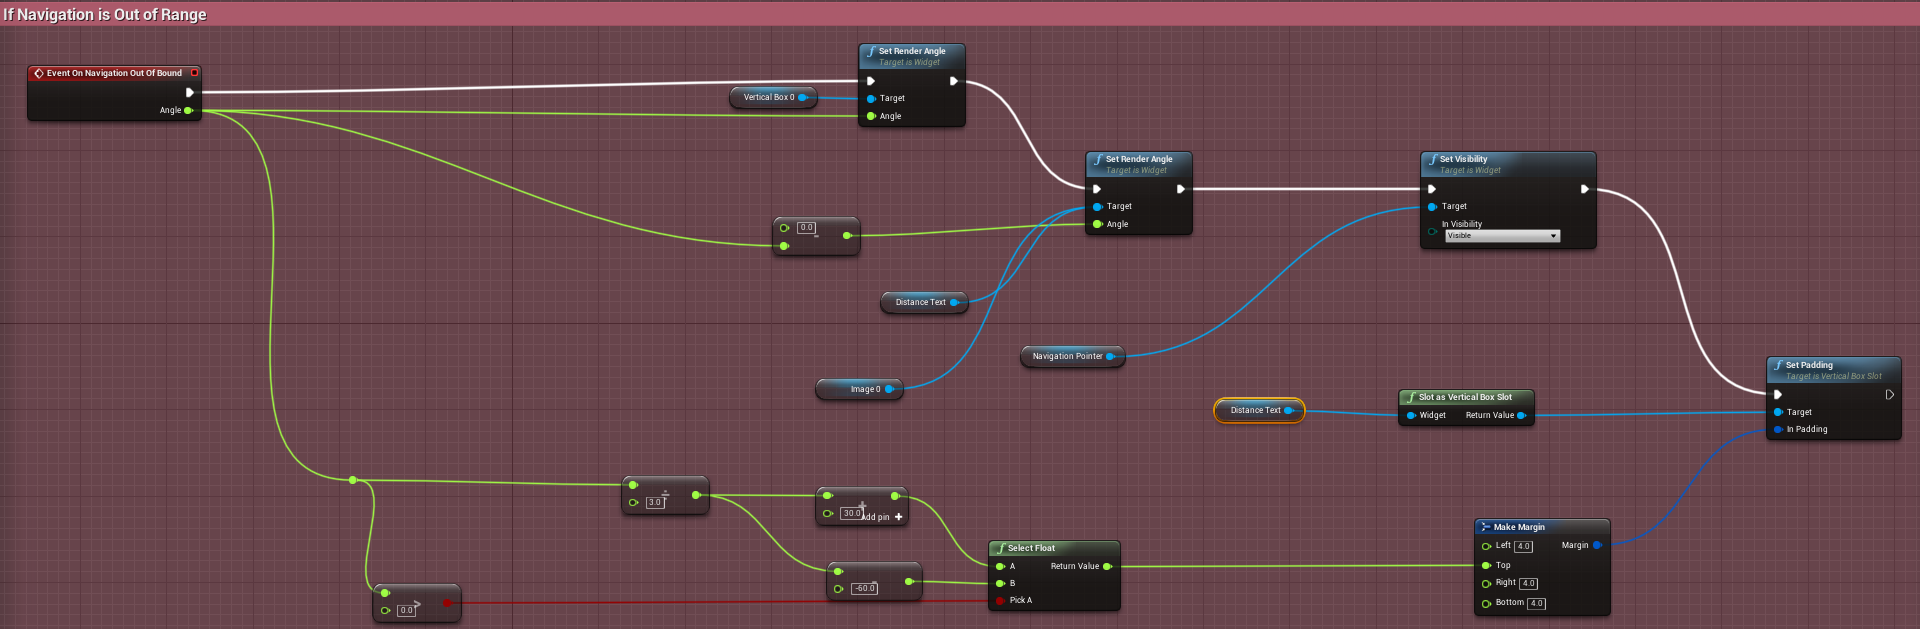 If Navigation is Out of Range
Event On Navigation Out Of Bound
Angle
Set Render Angle
Target is Widget
Vertical Box 0
Target
Angle
Set Render Angle
Target is Widget
Target
Angle
0.0
Distance Text
Image 0
Navigation Pointer
Set Visibility
Target is Widget
Target
In Visibility
Visible
Distance Text
Slot as Vertical Box Slot
Widget Return Value
Set Padding
Target is Vertical Box Slot
Target
In Padding
3.0 ÷
30.0 +
Add pin +
-60.0 -
0.0 >
Select Float
A Return Value
B
Pick A
Make Margin
Left 4.0 Margin
Top
Right 4.0
Bottom 4.0